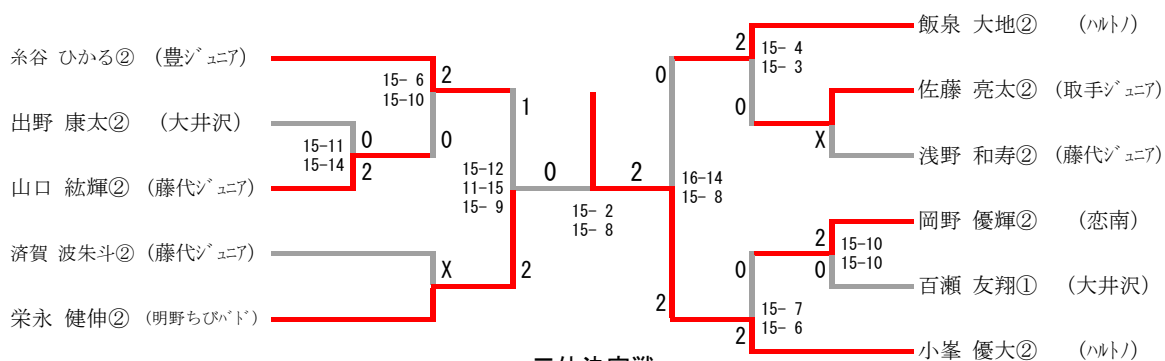 糸谷 ひかる② (豊ジュニア)
出野 康太② (大井沢)
山口 紘輝② (藤代ジュニア)
済賀 波朱斗② (藤代ジュニア)
栄永 健伸② (明野ちびバド)
15- 6
15-10
2
0
15-11
15-14
0
2
15-12
11-15
15- 9
1
2
X
0
2
15- 2
15- 8
0
2
16-14
15- 8
2
0
15- 4
15- 3
X
2
0
15-10
15-10
0
2
15- 7
15- 6
飯泉 大地② (ハルトノ)
佐藤 亮太② (取手ジュニア)
浅野 和寿② (藤代ジュニア)
岡野 優輝② (恋南)
百瀬 友翔① (大井沢)
小峯 優大② (ハルトノ)